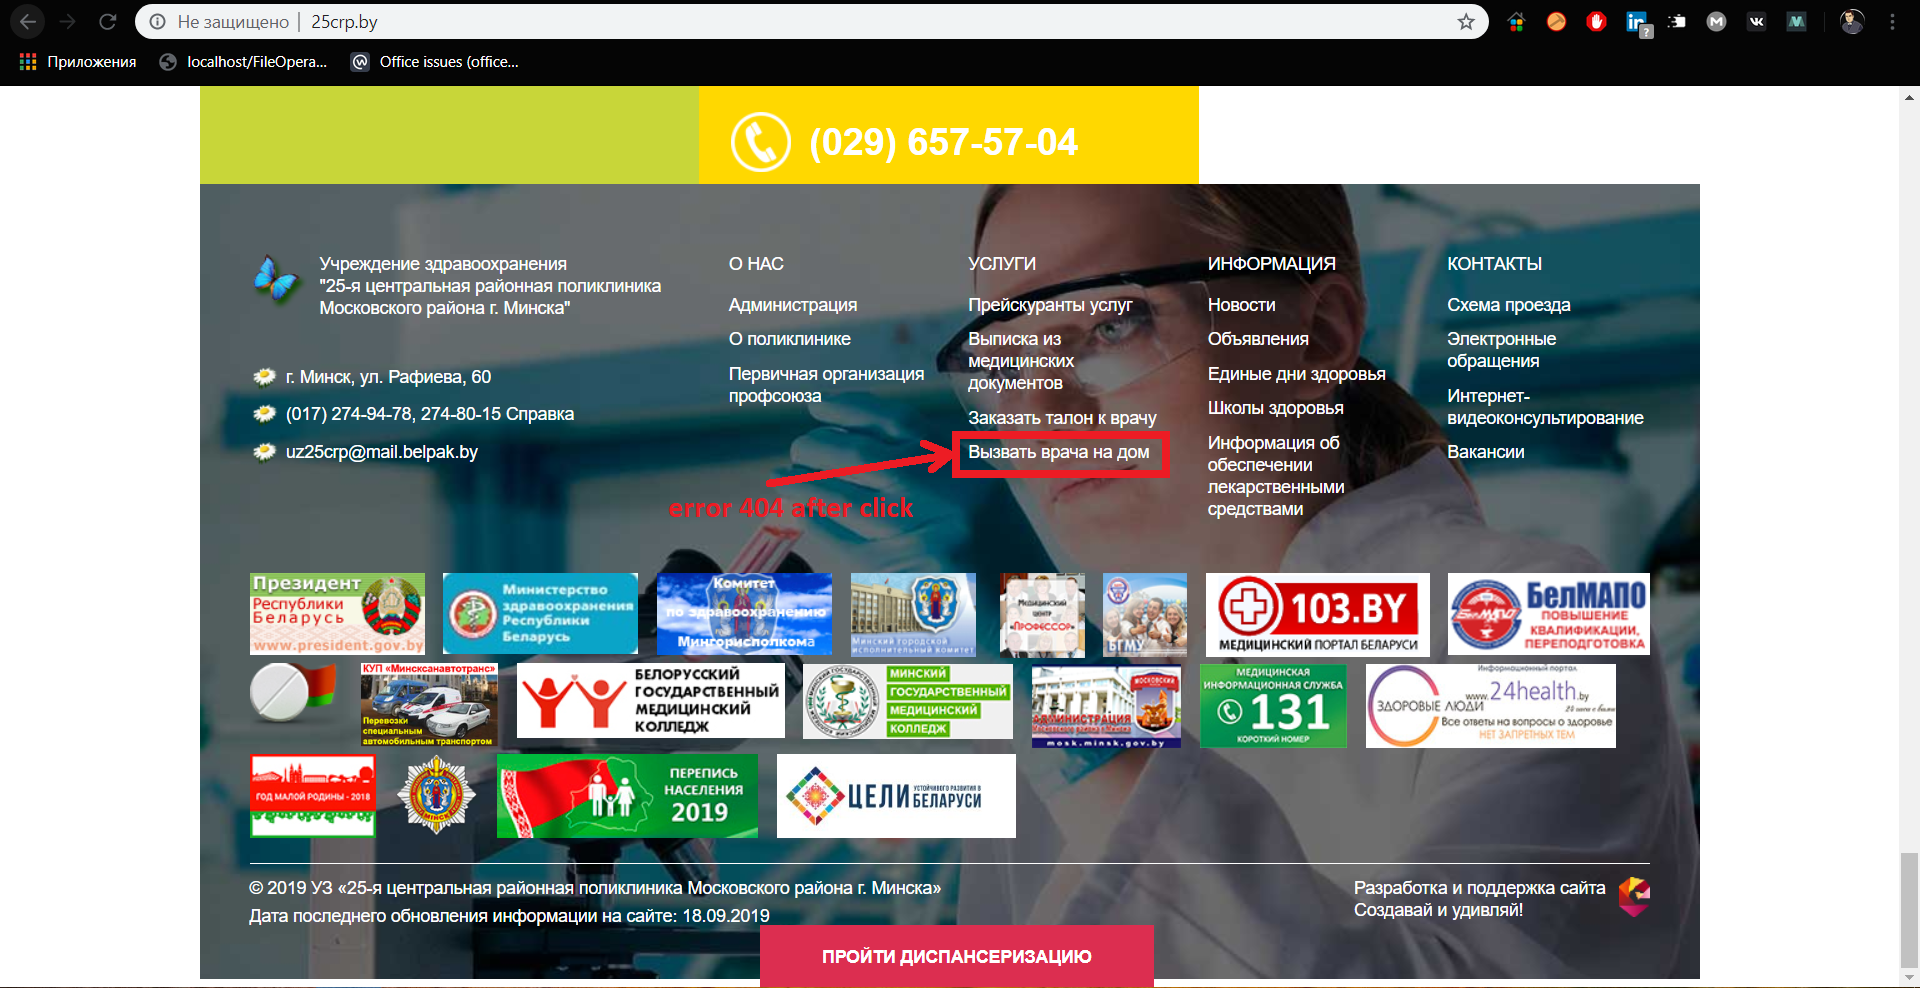 Не защищено | 25crp.by
Приложения
localhost/FileOpera...
Office issues (office...
(029) 657-57-04
Учреждение здравоохранения
"25-я центральная районная поликлиника
Московского района г. Минска"
г. Минск, ул. Рафиева, 60
(017) 274-94-78, 274-80-15 Справка
uz25crp@mail.belpak.by
О НАС
Администрация
О поликлинике
Первичная организация
профсоюза
УСЛУГИ
Прейскуранты услуг
Выписка из
медицинских
документов
Заказать талон к врачу
Вызвать врача на дом
error 404 after click
ИНФОРМАЦИЯ
Новости
Объявления
Единые дни здоровья
Школы здоровья
Информация об
обеспечении
лекарственными
средствами
КОНТАКТЫ
Схема проезда
Электронные
обращения
Интернет-
видеоконсультирование
Вакансии
Президент
Республики
Беларусь
www.president.gov.by
Министерство
здравоохранения
Республики
Беларусь
Комитет
по здравоохранению
Мингорисполкома
Минский городской
исполнительный комитет
Медицинский
центр
«Профессор»
БГМУ
103.BY
МЕДИЦИНСКИЙ ПОРТАЛ БЕЛАРУСИ
БелМАПО
ПОВЫШЕНИЕ
КВАЛИФИКАЦИИ,
ПЕРЕПОДГОТОВКА
КУП «Минсксанавтотранс»
Перевозки
специальным
автомобильным транспортом
БЕЛОРУССКИЙ
ГОСУДАРСТВЕННЫЙ
МЕДИЦИНСКИЙ
КОЛЛЕДЖ
МИНСКИЙ
ГОСУДАРСТВЕННЫЙ
МЕДИЦИНСКИЙ
КОЛЛЕДЖ
АДМИНИСТРАЦИЯ
mosk.minsk.gov.by
МЕДИЦИНСКАЯ
ИНФОРМАЦИОННАЯ СЛУЖБА
131
КОРОТКИЙ НОМЕР
Информационный портал
www.24health.by
24 часа с вами
ЗДОРОВЫЕ ЛЮДИ
Все ответы на вопросы о здоровье
НЕТ ЗАПРЕТНЫХ ТЕМ
ГОД МАЛОЙ РОДИНЫ - 2018
МИНСК
ПЕРЕПИСЬ
НАСЕЛЕНИЯ
2019
ЦЕЛИ УСТОЙЧИВОГО РАЗВИТИЯ В
БЕЛАРУСИ
© 2019 УЗ «25-я центральная районная поликлиника Московского района г. Минска»
Дата последнего обновления информации на сайте: 18.09.2019
Разработка и поддержка сайта
Создавай и удивляй!
ПРОЙТИ ДИСПАНСЕРИЗАЦИЮ